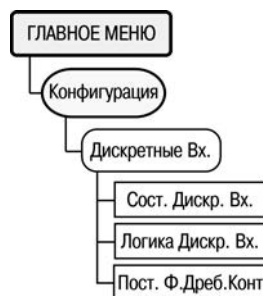 ГЛАВНОЕ МЕНЮ
Конфигурация
Дискретные Вх.
Сост. Дискр. Вх.
Логика Дискр. Вх.
Пост. Ф.Дреб.Конт